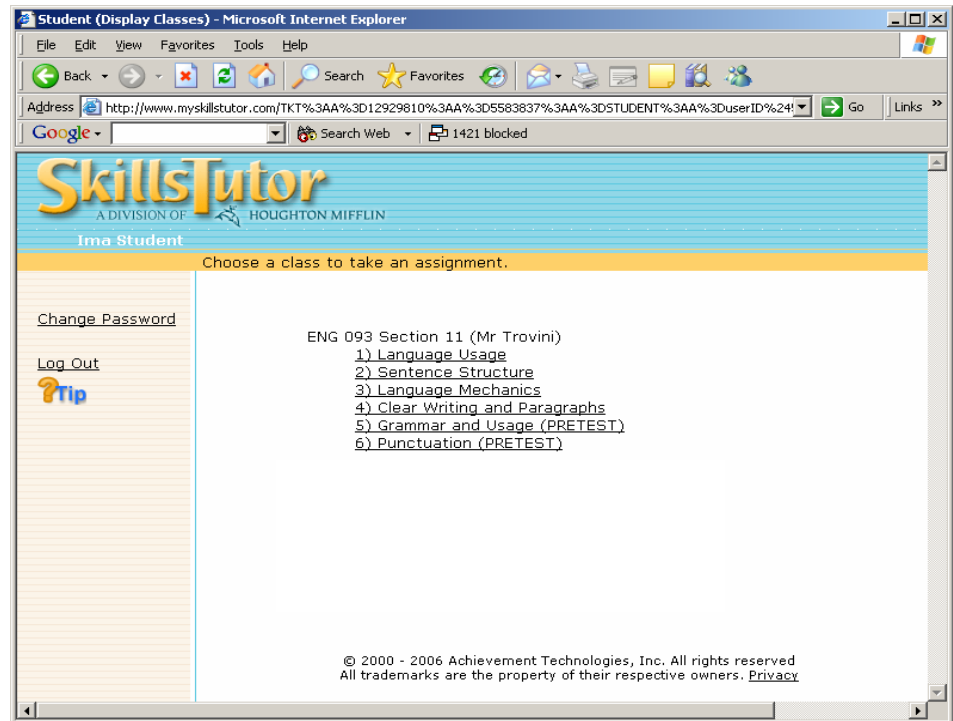 Student (Display Classes) - Microsoft Internet Explorer
File Edit View Favorites Tools Help
Back Search Favorites
Address http://www.myskillstutor.com/TKT%3AA%3D12929810%3AA%3D5583837%3AA%3DSTUDENT%3AA%3DuserID%24! Go Links »
Google Search Web 1421 blocked
SkillsTutor
A DIVISION OF HOUGHTON MIFFLIN
Ima Student
Choose a class to take an assignment.
Change Password
Log Out
?Tip
ENG 093 Section 11 (Mr Trovini)
1) Language Usage
2) Sentence Structure
3) Language Mechanics
4) Clear Writing and Paragraphs
5) Grammar and Usage (PRETEST)
6) Punctuation (PRETEST)
© 2000 - 2006 Achievement Technologies, Inc. All rights reserved
All trademarks are the property of their respective owners. Privacy